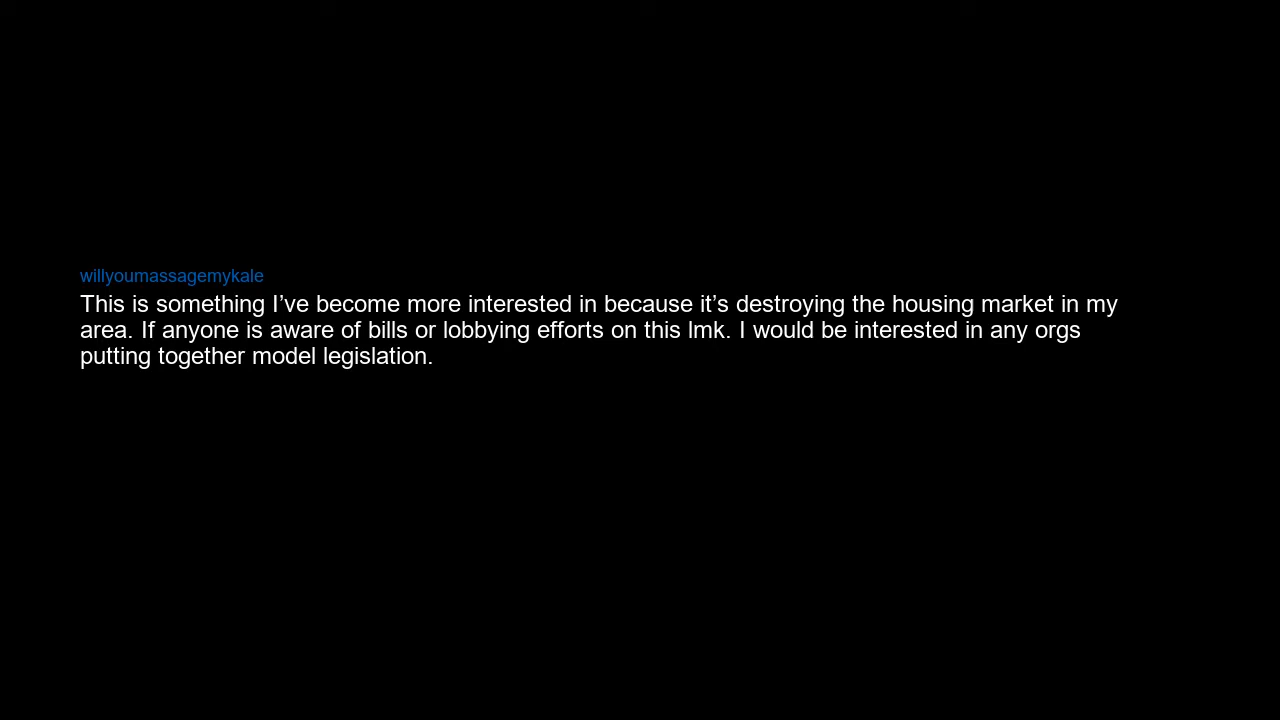 willyoumassagemykale
This is something I’ve become more interested in because it’s destroying the housing market in my
area. If anyone is aware of bills or lobbying efforts on this lmk. I would be interested in any orgs
putting together model legislation.